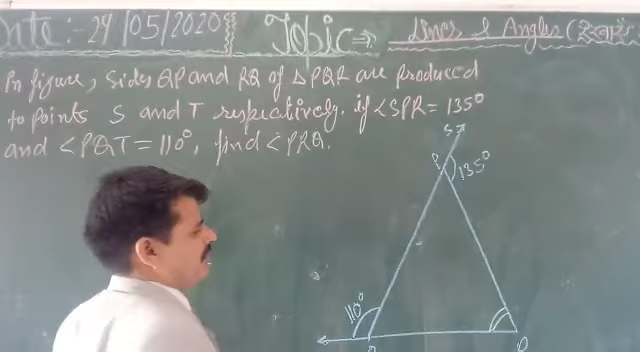 Date:- 29/05/2020 Topic ⇒ Lines & Angles (रेखाएँ
In figure, sides QP and RQ of △PQR are produced
to points S and T respectively. if ∠SPR = 135°
and ∠PQT = 110°, find ∠PRQ.
S
P 135°
110°
Q R